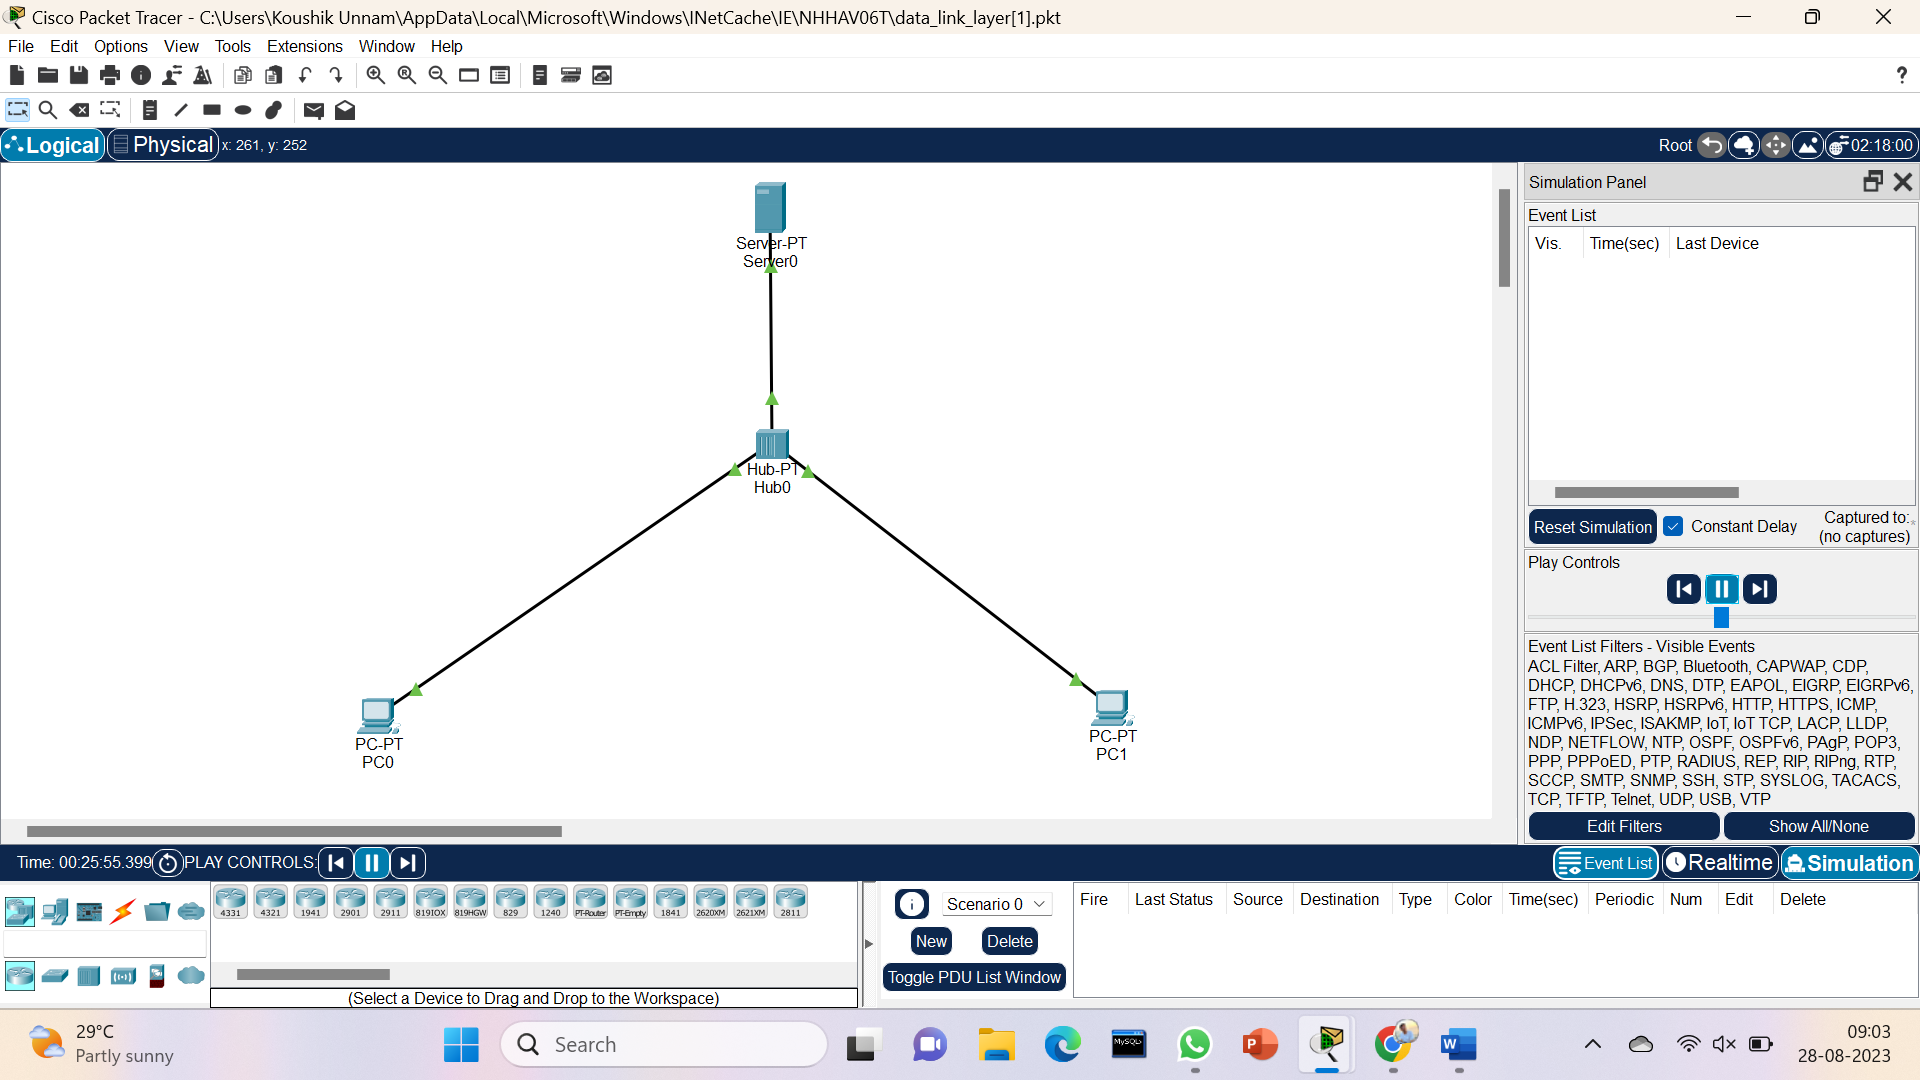 Cisco Packet Tracer - C:\Users\Koushik Unnam\AppData\Local\Microsoft\Windows\INetCache\IE\NHHAV06T\data_link_layer[1].pkt
File Edit Options View Tools Extensions Window Help
?
Logical Physical x: 261, y: 252 Root 02:18:00
Server-PT
Server0
Hub-PT
Hub0
PC-PT
PC0
PC-PT
PC1
Simulation Panel
Event List
Vis. Time(sec) Last Device
Reset Simulation Constant Delay Captured to:*
(no captures)
Play Controls
Event List Filters - Visible Events
ACL Filter, ARP, BGP, Bluetooth, CAPWAP, CDP,
DHCP, DHCPv6, DNS, DTP, EAPOL, EIGRP, EIGRPv6,
FTP, H.323, HSRP, HSRPv6, HTTP, HTTPS, ICMP,
ICMPv6, IPSec, ISAKMP, IoT, IoT TCP, LACP, LLDP,
NDP, NETFLOW, NTP, OSPF, OSPFv6, PAgP, POP3,
PPP, PPPoED, PTP, RADIUS, REP, RIP, RIPng, RTP,
SCCP, SMTP, SNMP, SSH, STP, SYSLOG, TACACS,
TCP, TFTP, Telnet, UDP, USB, VTP
Edit Filters Show All/None
Time: 00:25:55.399 PLAY CONTROLS: Event List Realtime Simulation
4331 4321 1941 2901 2911 819IOX 819HGW 829 1240 PT-Router PT-Empty 1841 2620XM 2621XM 2811
(Select a Device to Drag and Drop to the Workspace)
Scenario 0
New Delete
Toggle PDU List Window
Fire Last Status Source Destination Type Color Time(sec) Periodic Num Edit Delete
29°C
Partly sunny
Search
MySQL
P
W
09:03
28-08-2023